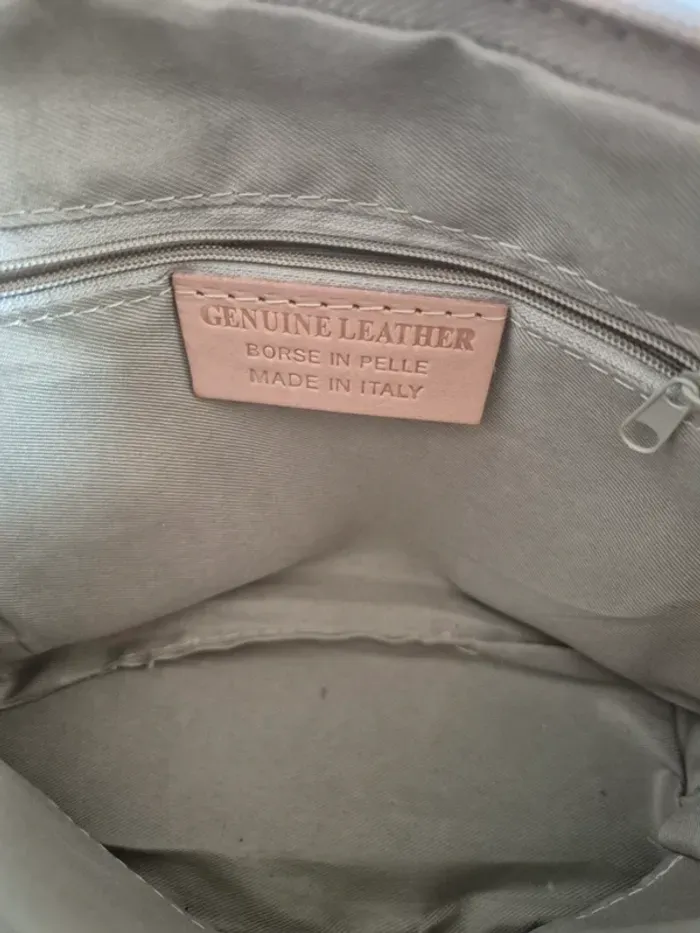 GENUINE LEATHER
BORSE IN PELLE
MADE IN ITALY